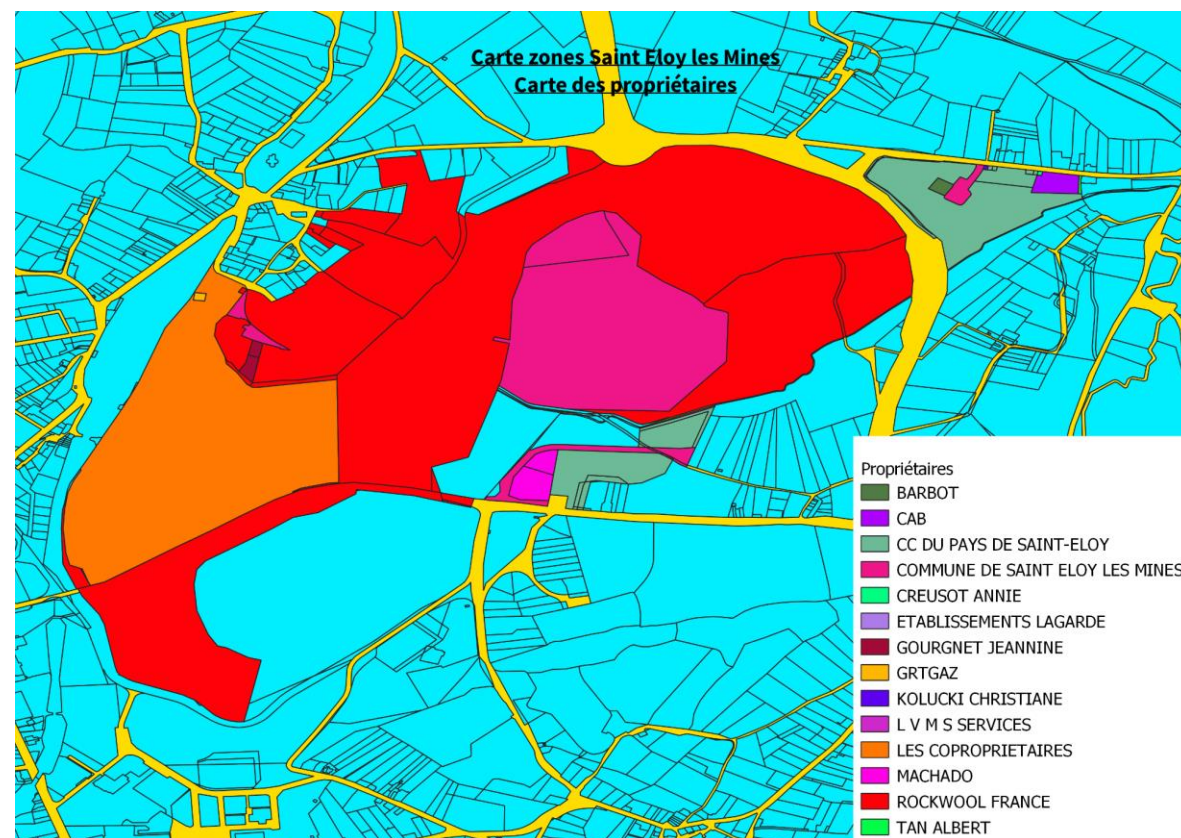 Carte zones Saint Eloy les Mines
Carte des propriétaires
Propriétaires
BARBOT
CAB
CC DU PAYS DE SAINT-ELOY
COMMUNE DE SAINT ELOY LES MINES
CREUSOT ANNIE
ETABLISSEMENTS LAGARDE
GOURGNET JEANNINE
GRTGAZ
KOLUCKI CHRISTIANE
L V M S SERVICES
LES COPROPRIETAIRES
MACHADO
ROCKWOOL FRANCE
TAN ALBERT